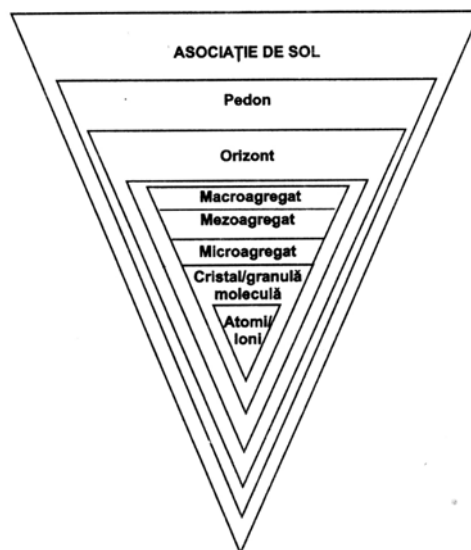 ASOCIAȚIE DE SOL
Pedon
Orizont
Macroagregat
Mezoagregat
Microagregat
Cristal/granulă
moleculă
Atomi/
Ioni